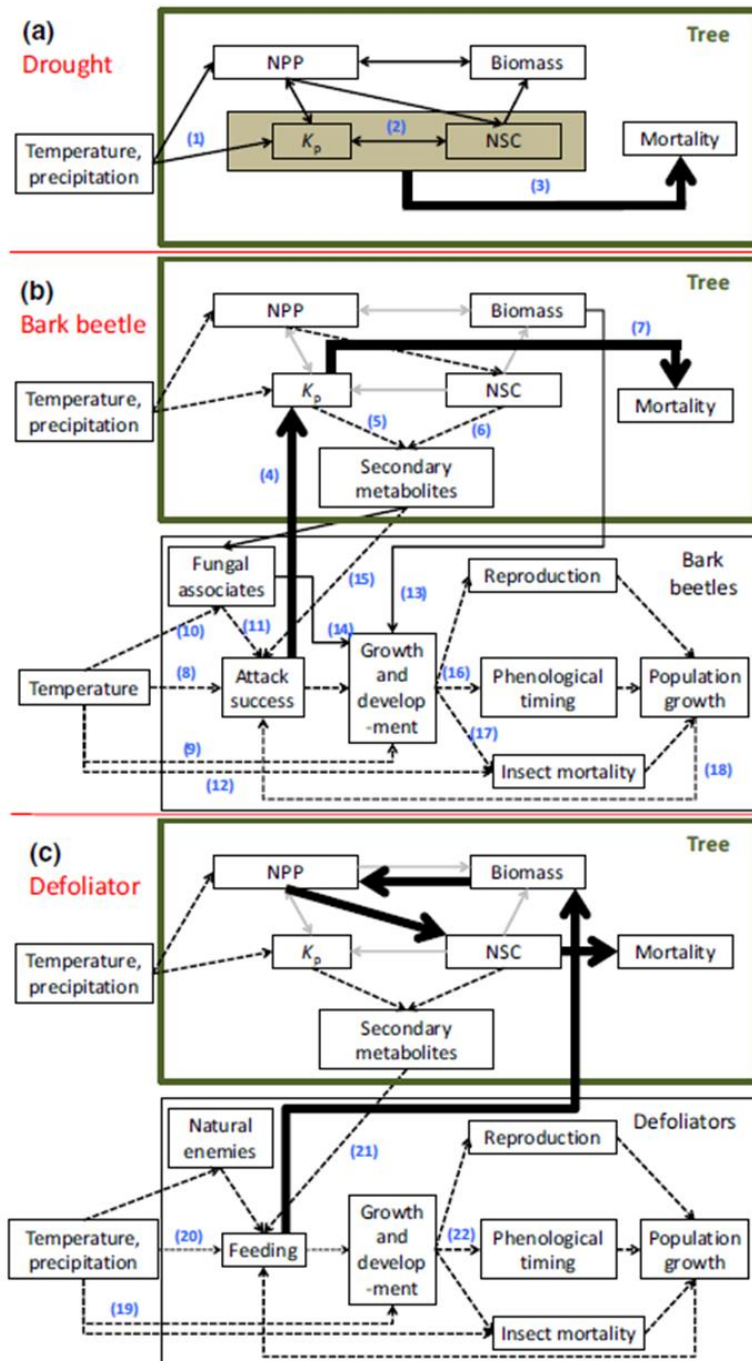 (a)
Drought
Tree
NPP
Biomass
(1)
Temperature,
precipitation
Kp
(2)
NSC
Mortality
(3)
(b)
Bark beetle
Tree
NPP
Biomass
(7)
Temperature,
precipitation
Kp
NSC
Mortality
(5)
(6)
(4)
Secondary
metabolites
Fungal
associates
(15)
(13)
Reproduction
Bark
beetles
(10)
(11)
(14)
Temperature
(8)
Attack
success
Growth
and
develop
-ment
(16)
Phenological
timing
Population
growth
(17)
(9)
(12)
Insect mortality
(18)
(c)
Defoliator
Tree
NPP
Biomass
Temperature,
precipitation
Kp
NSC
Mortality
Secondary
metabolites
Natural
enemies
(21)
Reproduction
Defoliators
Temperature,
precipitation
(20)
Feeding
Growth
and
develop
-ment
(22)
Phenological
timing
Population
growth
(19)
Insect mortality